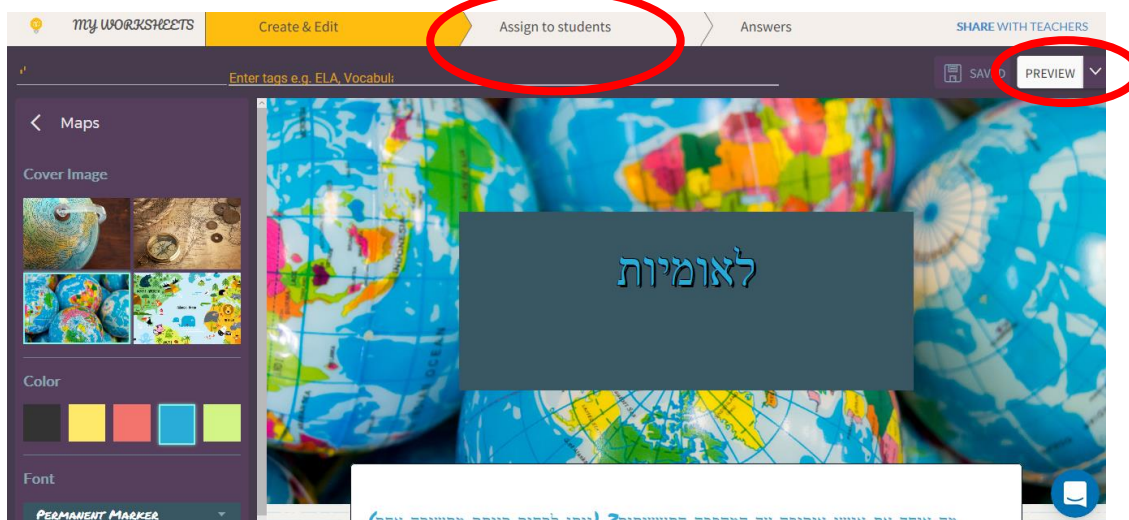 MY WORKSHEETS
Create & Edit
Assign to students
Answers
SHARE WITH TEACHERS
Enter tags e.g. ELA, Vocabula
PREVIEW
Maps
Cover Image
לאומיות
Color
Font
PERMANENT MARKER